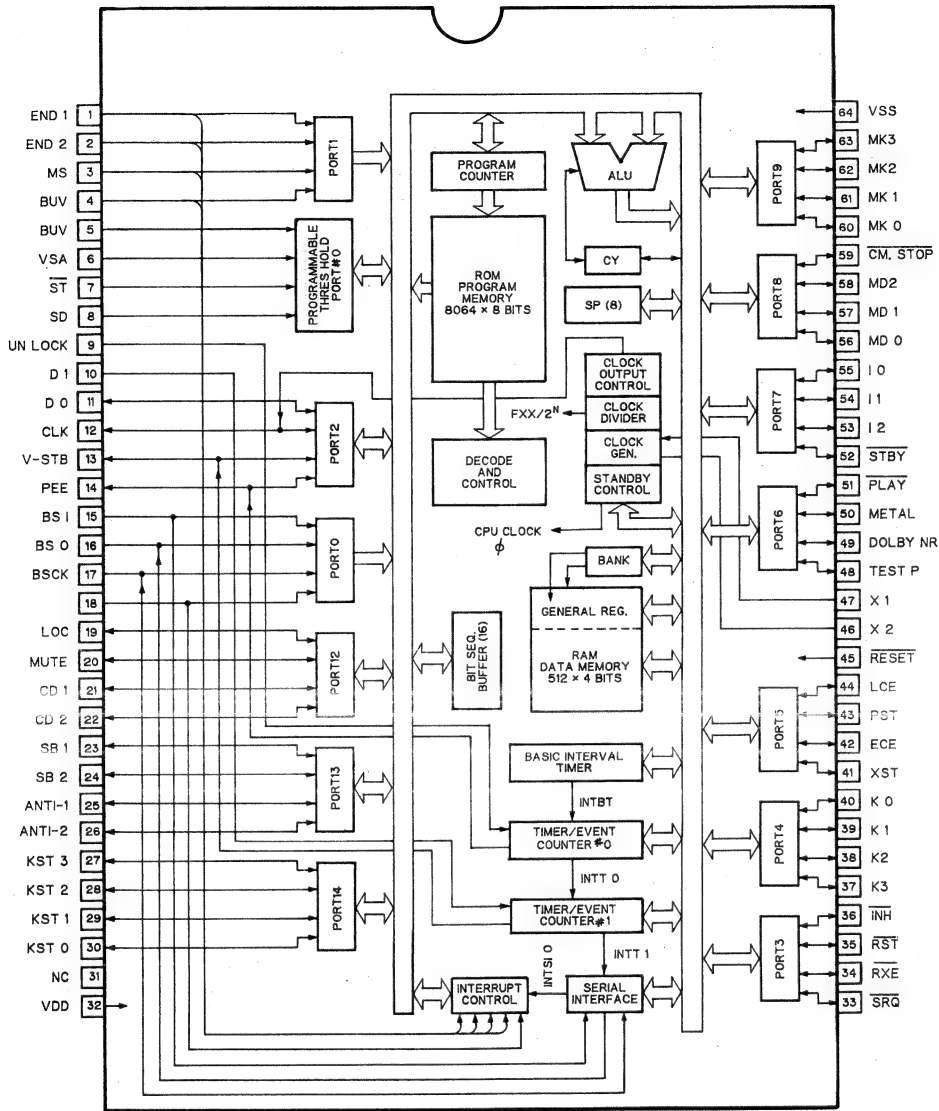 END 1 1
END 2 2
MS 3
BUV 4
BUV 5
VSA 6
ST 7
SD 8
UN LOCK 9
D 1 10
D 0 11
CLK 12
V-STB 13
PEE 14
BS I 15
BS 0 16
BSCK 17
18
LOC 19
MUTE 20
CD 1 21
CD 2 22
SB 1 23
SB 2 24
ANTI-1 25
ANTI-2 26
KST 3 27
KST 2 28
KST 1 29
KST 0 30
NC 31
VDD 32
PORT1
PROGRAMMABLE
THRES HOLD
PORT#0
PORT2
PORT0
PORT12
PORT13
PORT14
PROGRAM
COUNTER
ROM
PROGRAM
MEMORY
8064 × 8 BITS
DECODE
AND
CONTROL
BIT SEQ.
BUFFER (16)
INTERRUPT
CONTROL
ALU
CY
SP (8)
CLOCK
OUTPUT
CONTROL
FXX/2ᴺ
CLOCK
DIVIDER
CLOCK
GEN.
STANDBY
CONTROL
CPU CLOCK
ϕ
BANK
GENERAL REG.
RAM
DATA MEMORY
512 × 4 BITS
BASIC INTERVAL
TIMER
INTBT
TIMER/EVENT
COUNTER #0
INTT 0
TIMER/EVENT
COUNTER #1
INTT 1
INTSI 0
SERIAL
INTERFACE
PORT9
PORT8
PORT7
PORT6
PORT5
PORT4
PORT3
64 VSS
63 MK3
62 MK2
61 MK 1
60 MK 0
59 CM. STOP
58 MD2
57 MD 1
56 MD 0
55 I 0
54 I 1
53 I 2
52 STBY
51 PLAY
50 METAL
49 DOLBY NR
48 TEST P
47 X 1
46 X 2
45 RESET
44 LCE
43 PST
42 ECE
41 XST
40 K 0
39 K 1
38 K2
37 K3
36 INH
35 RST
34 RXE
33 SRQ